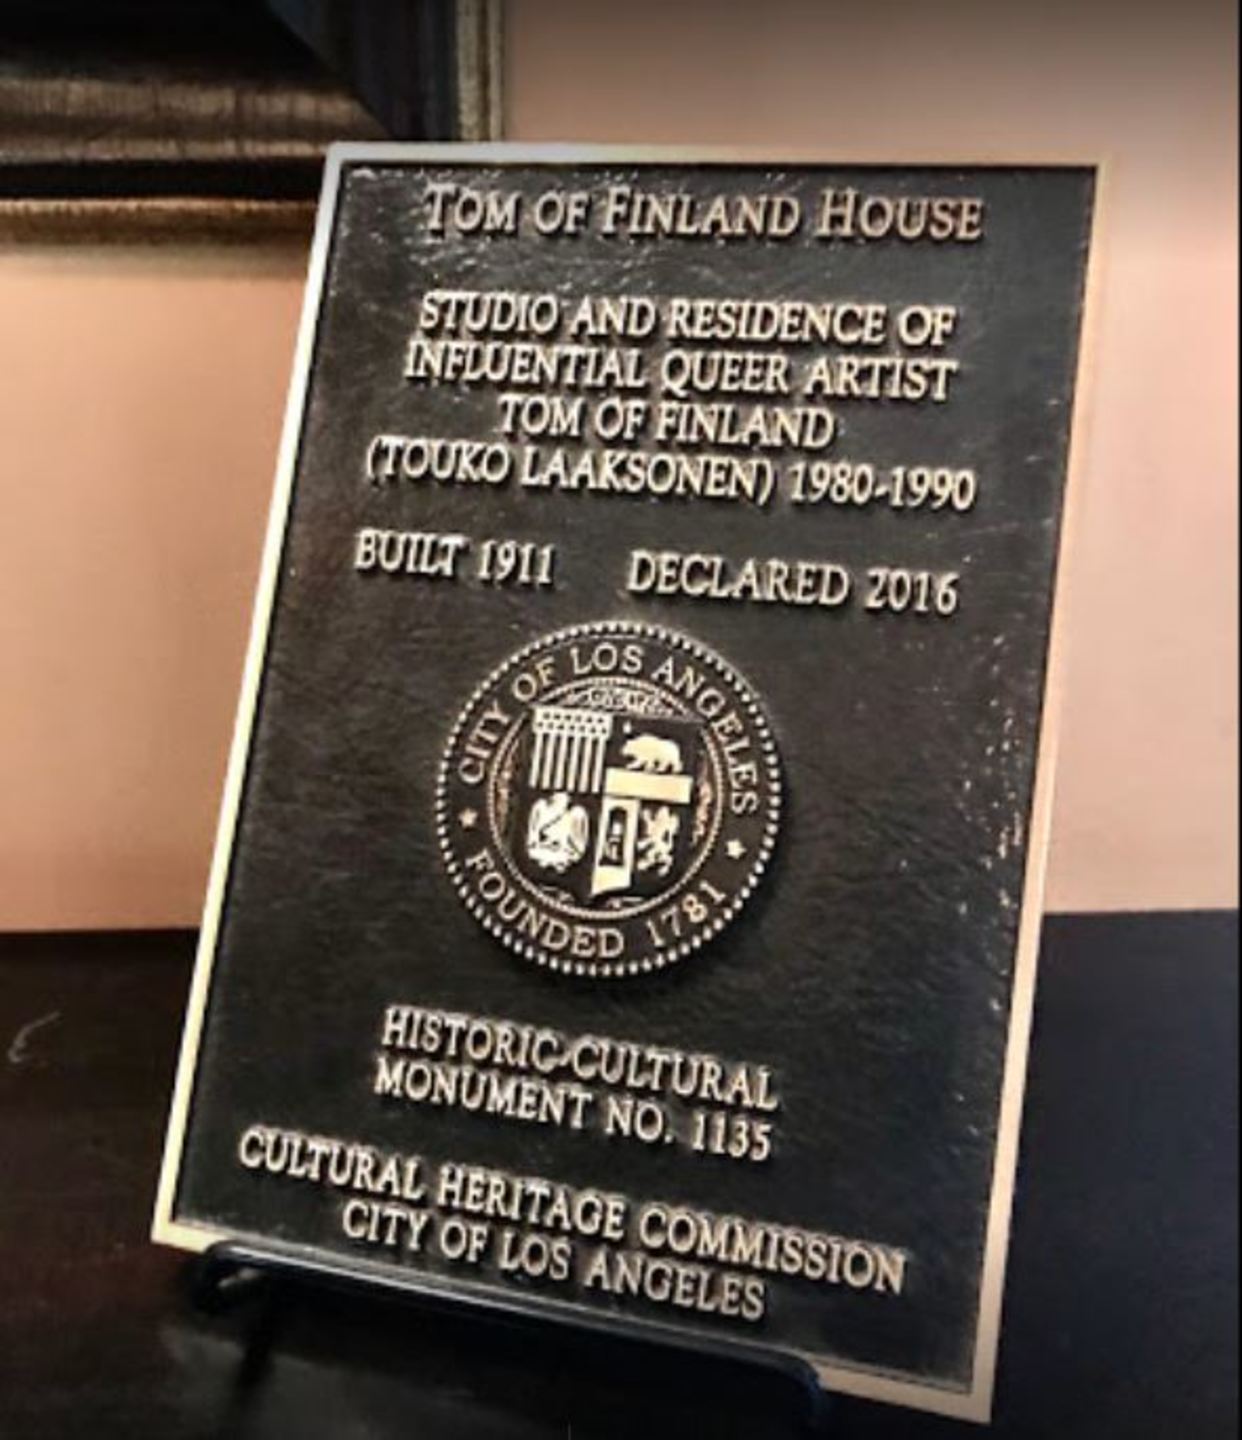 TOM OF FINLAND HOUSE
STUDIO AND RESIDENCE OF
INFLUENTIAL QUEER ARTIST
TOM OF FINLAND
(TOUKO LAAKSONEN) 1980-1990
BUILT 1911 DECLARED 2016
CITY OF LOS ANGELES
FOUNDED 1781
HISTORIC-CULTURAL
MONUMENT NO. 1135
CULTURAL HERITAGE COMMISSION
CITY OF LOS ANGELES